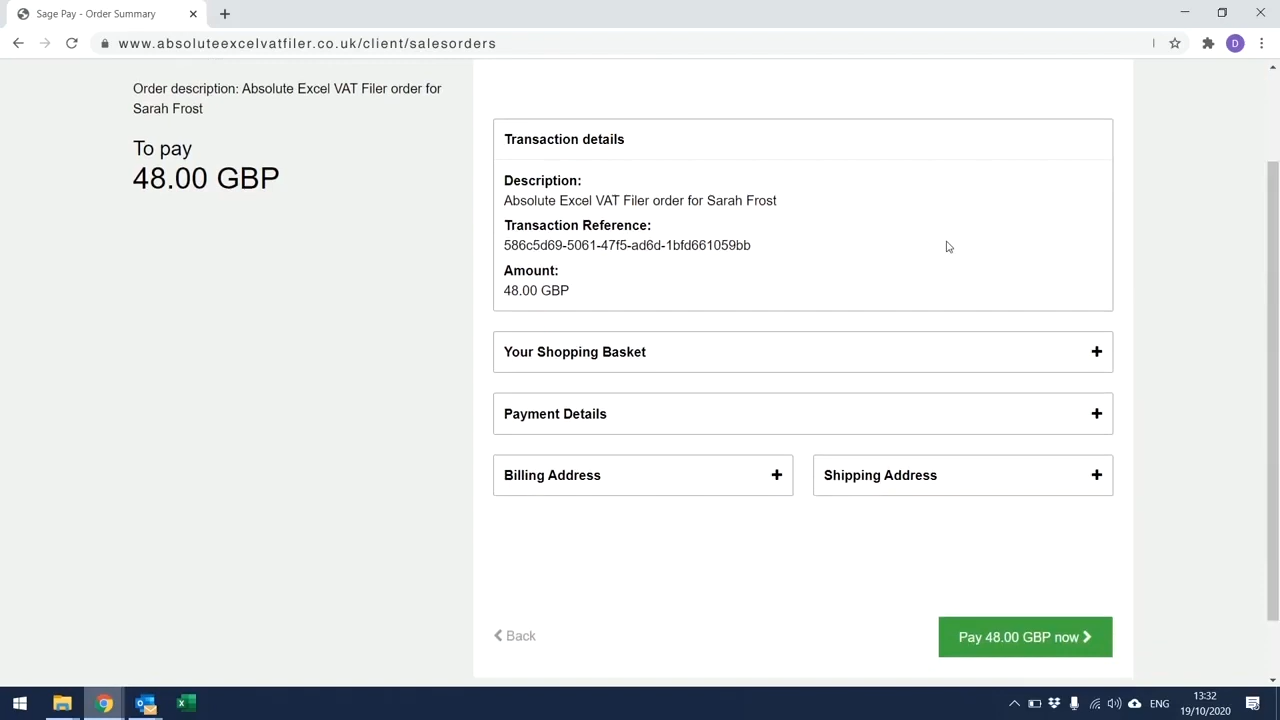 Sage Pay - Order Summary
www.absoluteexcelvatfiler.co.uk/client/salesorders
D
Order description: Absolute Excel VAT Filer order for
Sarah Frost
To pay
48.00 GBP
Transaction details
Description:
Absolute Excel VAT Filer order for Sarah Frost
Transaction Reference:
586c5d69-5061-47f5-ad6d-1bfd661059bb
Amount:
48.00 GBP
Your Shopping Basket
Payment Details
Billing Address
Shipping Address
Back
Pay 48.00 GBP now
ENG
13:32
19/10/2020